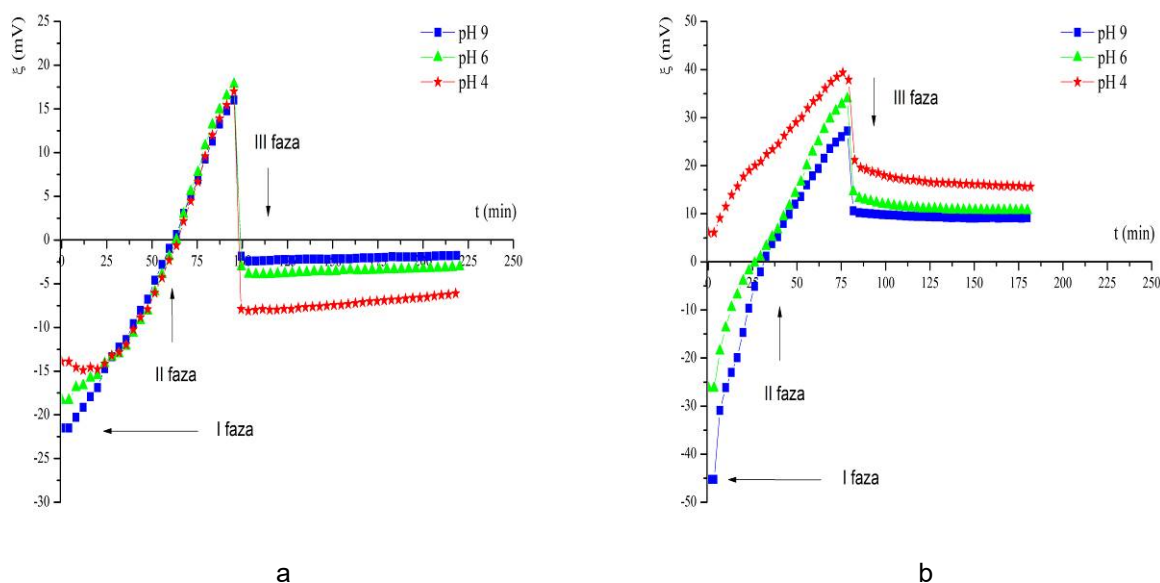 ξ (mV)
25
20
15
10
5
0
-5
-10
-15
-20
-25
-30
0
25
50
75
100
125
150
175
200
225
250
t (min)
pH 9
pH 6
pH 4
III faza
II faza
I faza
a
ξ (mV)
50
40
30
20
10
0
-10
-20
-30
-40
-50
0
25
50
75
100
125
150
175
200
225
250
t (min)
pH 9
pH 6
pH 4
III faza
II faza
I faza
b